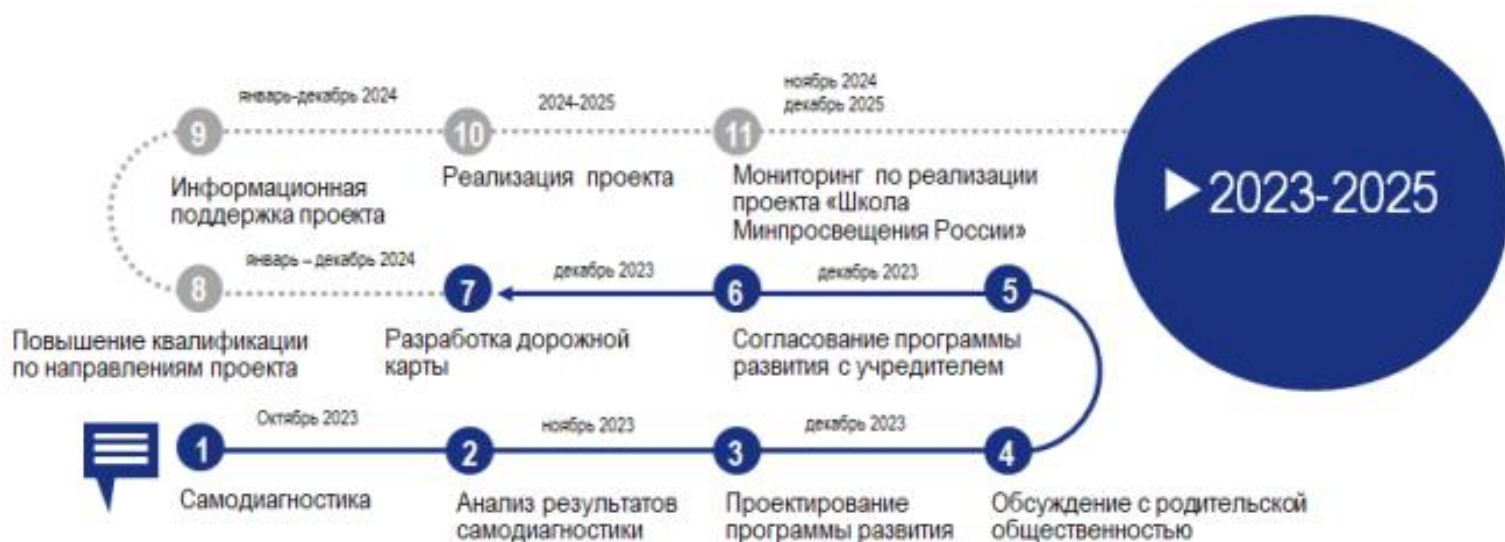 ноябрь 2024
декабрь 2025
январь-декабрь 2024
2024-2025
9
10
11
Информационная
поддержка проекта
Реализация проекта
Мониторинг по реализации
проекта «Школа
Минпросвещения России»
2023-2025
январь – декабрь 2024
декабрь 2023
декабрь 2023
8
7
6
5
Повышение квалификации
по направлениям проекта
Разработка дорожной
карты
Согласование программы
развития с учредителем
Октябрь 2023
ноябрь 2023
декабрь 2023
1
2
3
4
Самодиагностика
Анализ результатов
самодиагностики
Проектирование
программы развития
Обсуждение с родительской
общественностью